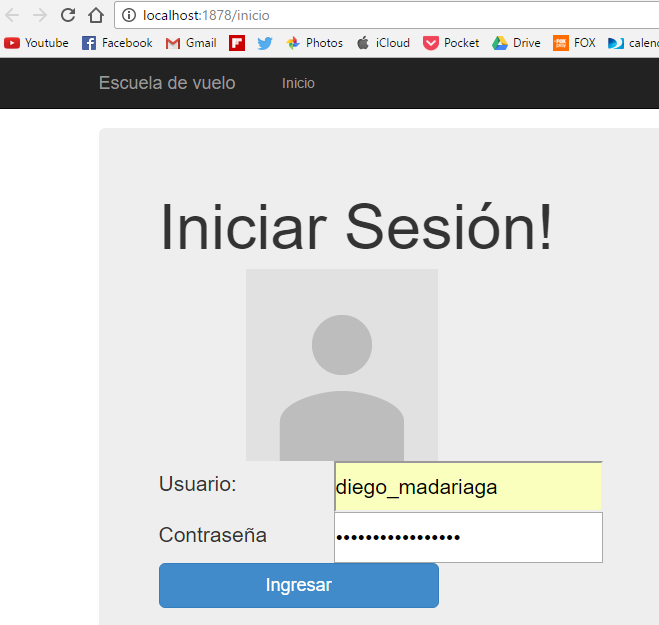 localhost:1878/inicio
Youtube Facebook Gmail Photos iCloud Pocket Drive FOX calend
Escuela de vuelo Inicio
Iniciar Sesión!
Usuario: diego_madariaga
Contraseña •••••••••••••••••
Ingresar